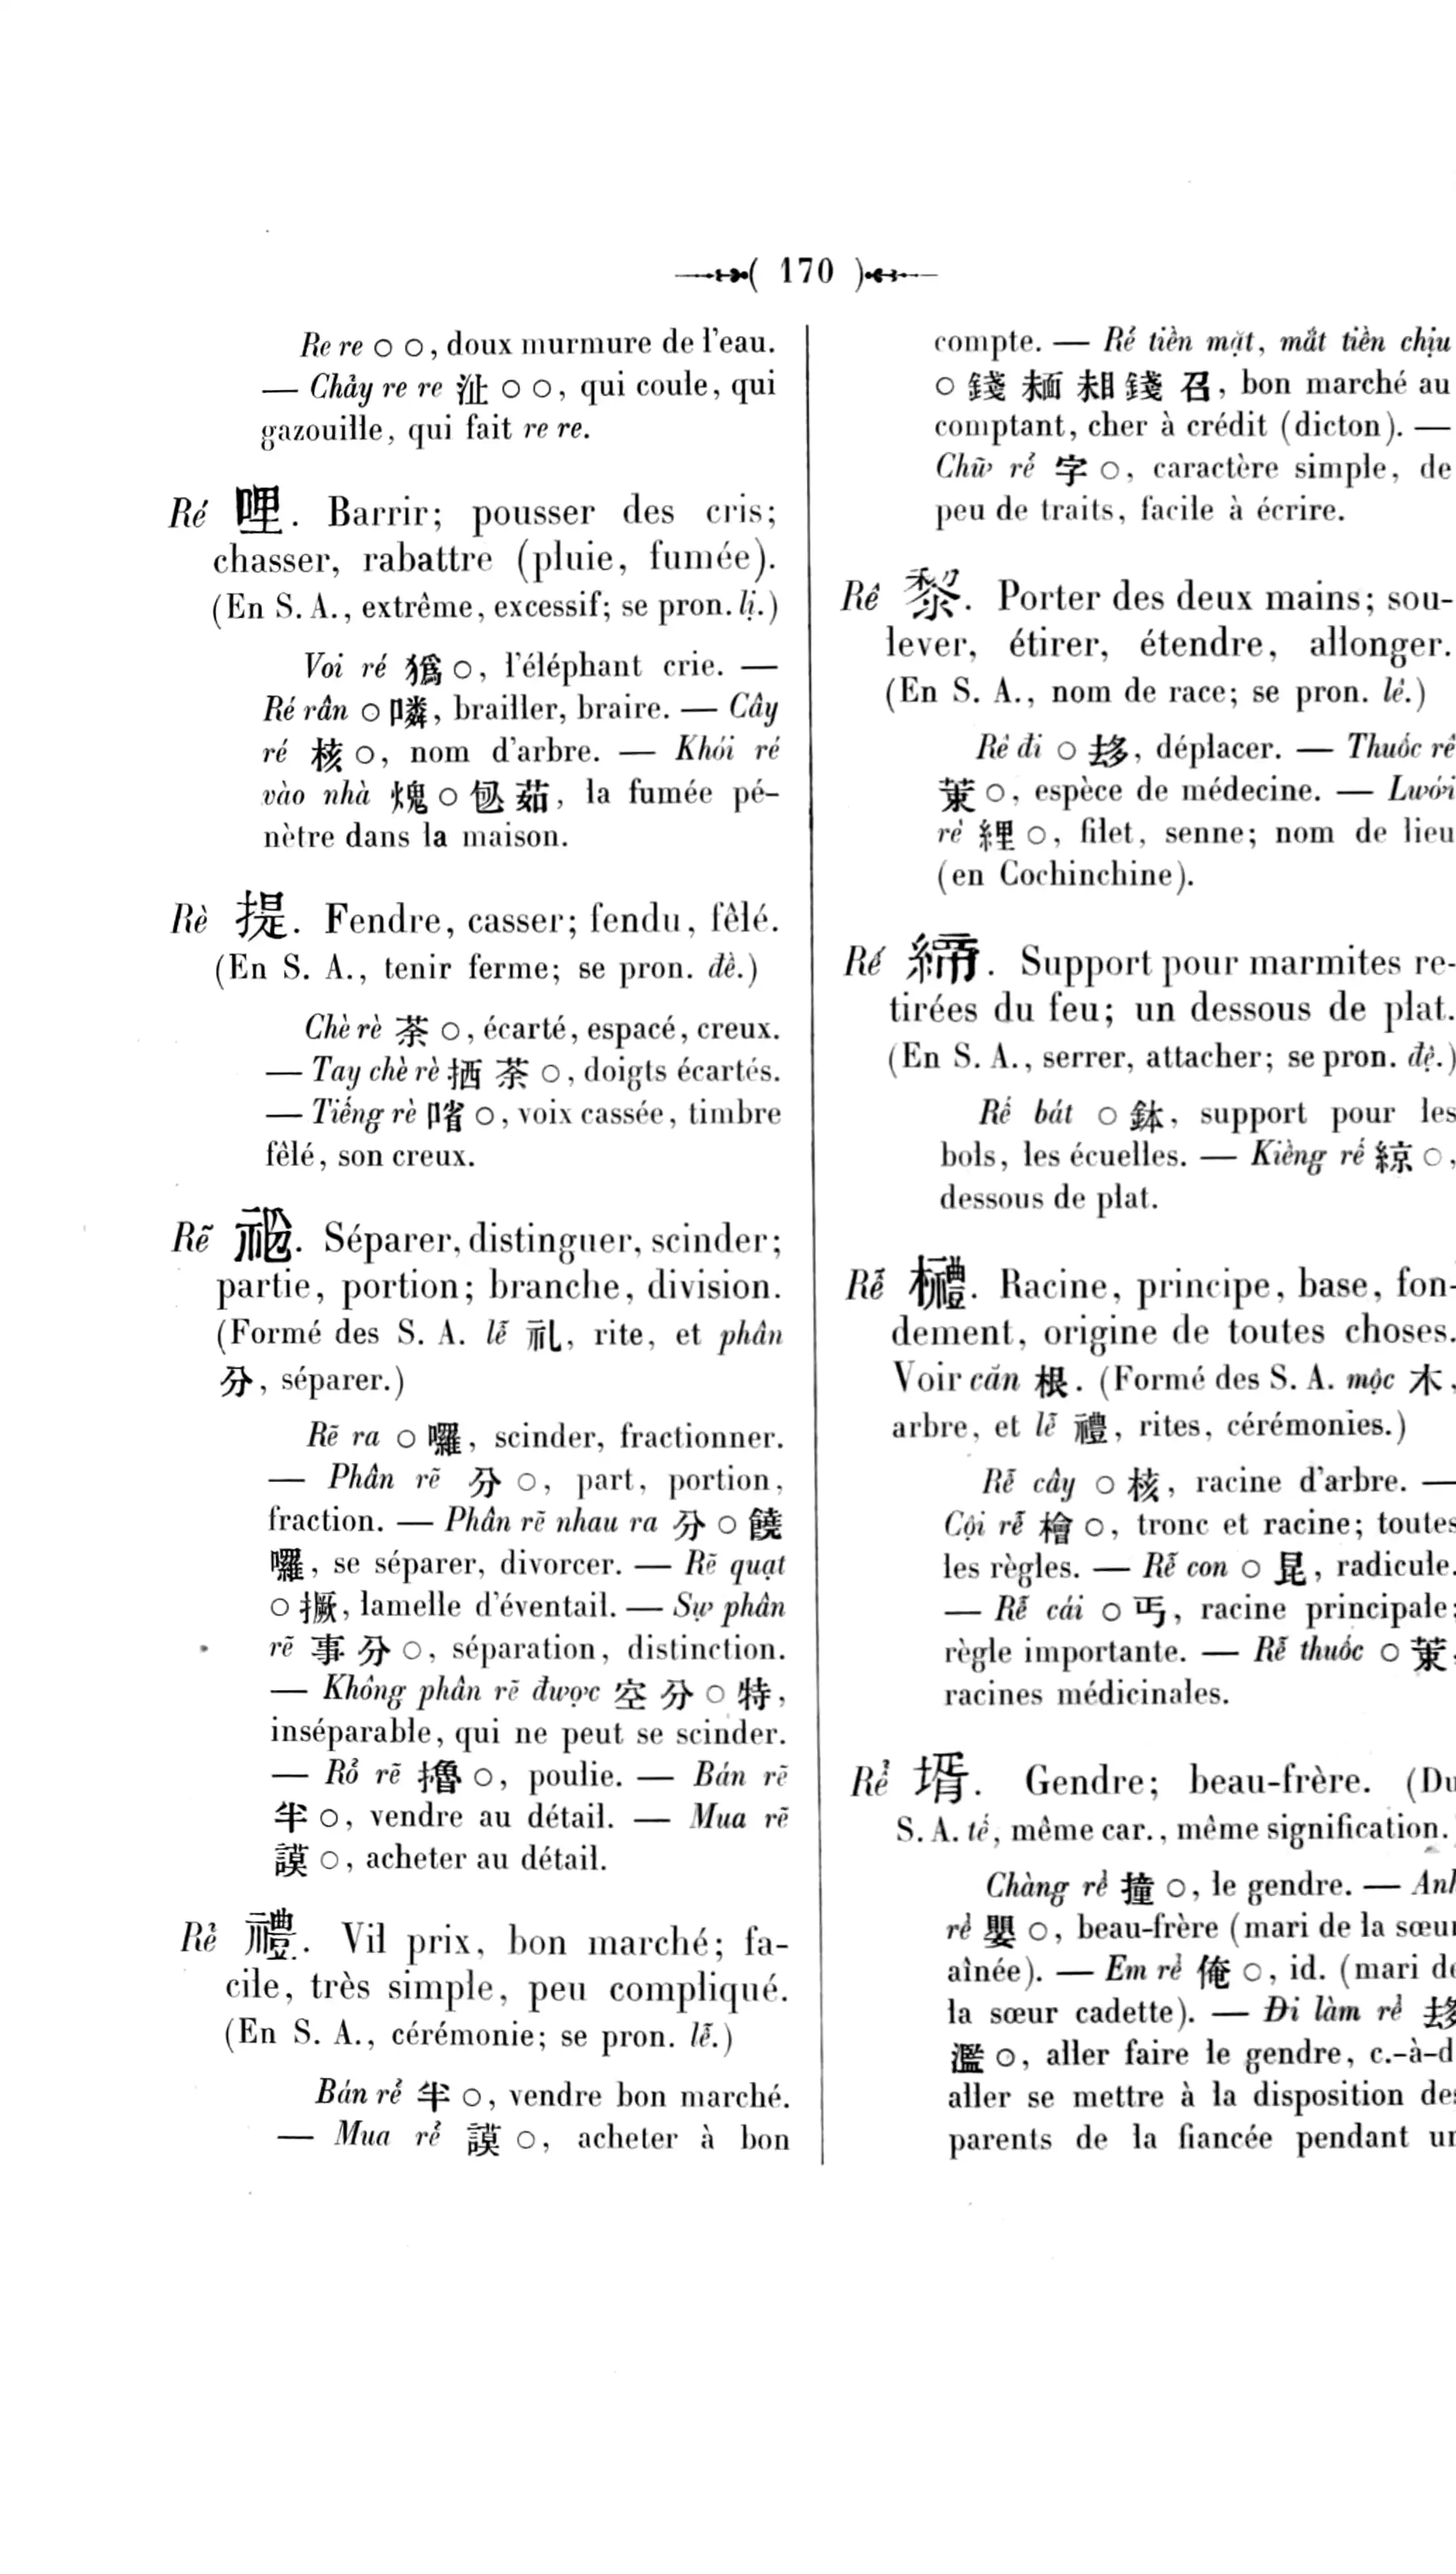 ( 170 )
Re re ○ ○, doux murmure de l'eau.
— Chảy re re 沚 ○ ○, qui coule, qui
gazouille, qui fait re re.
Ré 哩. Barrir; pousser des cris;
chasser, rabattre (pluie, fumée).
(En S. A., extrême, excessif; se pron. lị.)
Voi ré ○, l'éléphant crie. —
Ré rân ○ 嘪, brailler, braire. — Cây
ré 核 ○, nom d'arbre. — Khói ré
vào nhà 㷟 ○ 𠓨 茹, la fumée pé-
nètre dans la maison.
Rè 提. Fendre, casser; fendu, fêlé.
(En S. A., tenir ferme; se pron. đề.)
Chè rè 茶 ○, écarté, espacé, creux.
— Tay chè rè 拪 茶 ○, doigts écartés.
— Tiếng rè 㗂 ○, voix cassée, timbre
fêlé, son creux.
Rẽ. Séparer, distinguer, scinder;
partie, portion; branche, division.
(Formé des S. A. lễ 礼, rite, et phân
分, séparer.)
Rẽ ra ○ 囉, scinder, fractionner.
— Phân rẽ 分 ○, part, portion,
fraction. — Phân rẽ nhau ra 分 ○ 饒
囉, se séparer, divorcer. — Rẽ quạt
○ 撅, lamelle d'éventail. — Sự phân
rẽ 事 分 ○, séparation, distinction.
— Không phân rẽ được 空 分 ○ 特,
inséparable, qui ne peut se scinder.
— Rỏ rẽ 擼 ○, poulie. — Bán rẽ
半 ○, vendre au détail. — Mua rẽ
謨 ○, acheter au détail.
Rẻ 禮. Vil prix, bon marché; fa-
cile, très simple, peu compliqué.
(En S. A., cérémonie; se pron. lễ.)
Bán rẻ 半 ○, vendre bon marché.
— Mua rẻ 謨 ○, acheter à bon
compte. — Rẻ tiền mặt, mắt tiền chịu
○ 錢 𩈘 𬃻 錢 召, bon marché au
comptant, cher à crédit (dicton). —
Chữ rẻ 字 ○, caractère simple, de
peu de traits, facile à écrire.
Rê 黎. Porter des deux mains; sou-
lever, étirer, étendre, allonger.
(En S. A., nom de race; se pron. lê.)
Rê đi ○ 𠫾, déplacer. — Thuốc rê
葉 ○, espèce de médecine. — Lưới
rê 縺 ○, filet, senne; nom de lieu
(en Cochinchine).
Rế 締. Support pour marmites re-
tirées du feu; un dessous de plat.
(En S. A., serrer, attacher; se pron. đệ.)
Rế bát ○ 鉢, support pour les
bols, les écuelles. — Kiềng rế 綡 ○,
dessous de plat.
Rễ 𣟮. Racine, principe, base, fon-
dement, origine de toutes choses.
Voir căn 根. (Formé des S. A. mộc 木,
arbre, et lễ 禮, rites, cérémonies.)
Rễ cây ○ 核, racine d'arbre. —
Cội rễ 檜 ○, tronc et racine; toutes
les règles. — Rễ con ○ 昆, radicule.
— Rễ cái ○ 丐, racine principale;
règle importante. — Rễ thuốc ○ 葉,
racines médicinales.
Rể 壻. Gendre; beau-frère. (Du
S. A. tế, même car., même signification.
Chàng rể 撞 ○, le gendre. — Anh
rể 嬰 ○, beau-frère (mari de la sœur
aînée). — Em rể 俺 ○, id. (mari de
la sœur cadette). — Đi làm rể 𠫾
濫 ○, aller faire le gendre, c.-à-d
aller se mettre à la disposition des
parents de la fiancée pendant un